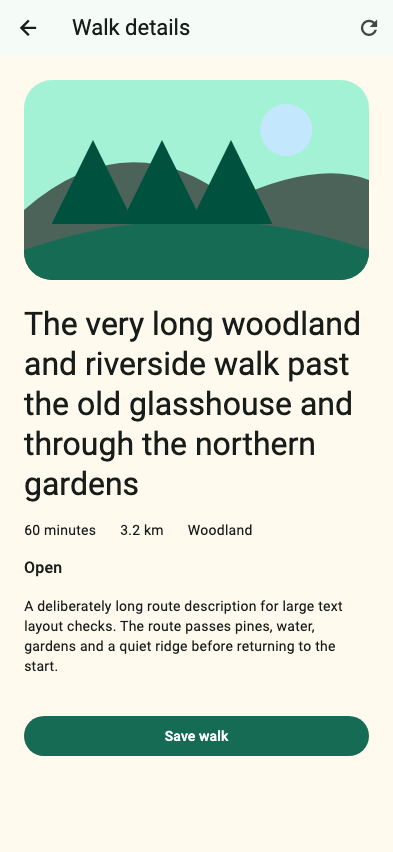 Walk details
The very long woodland
and riverside walk past
the old glasshouse and
through the northern
gardens
60 minutes 3.2 km Woodland
Open
A deliberately long route description for large text
layout checks. The route passes pines, water,
gardens and a quiet ridge before returning to the
start.
Save walk